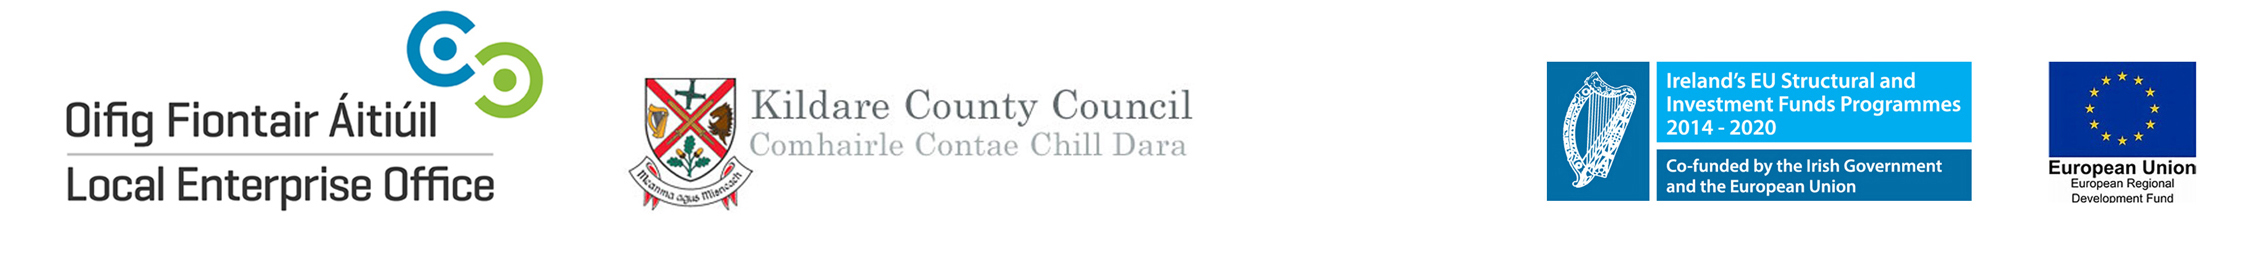 Oifig Fiontair Áitiúil
Local Enterprise Office
Kildare County Council
Comhairle Contae Chill Dara
Meanma agus Misneach
Ireland's EU Structural and
Investment Funds Programmes
2014 - 2020
Co-funded by the Irish Government
and the European Union
European Union
European Regional
Development Fund